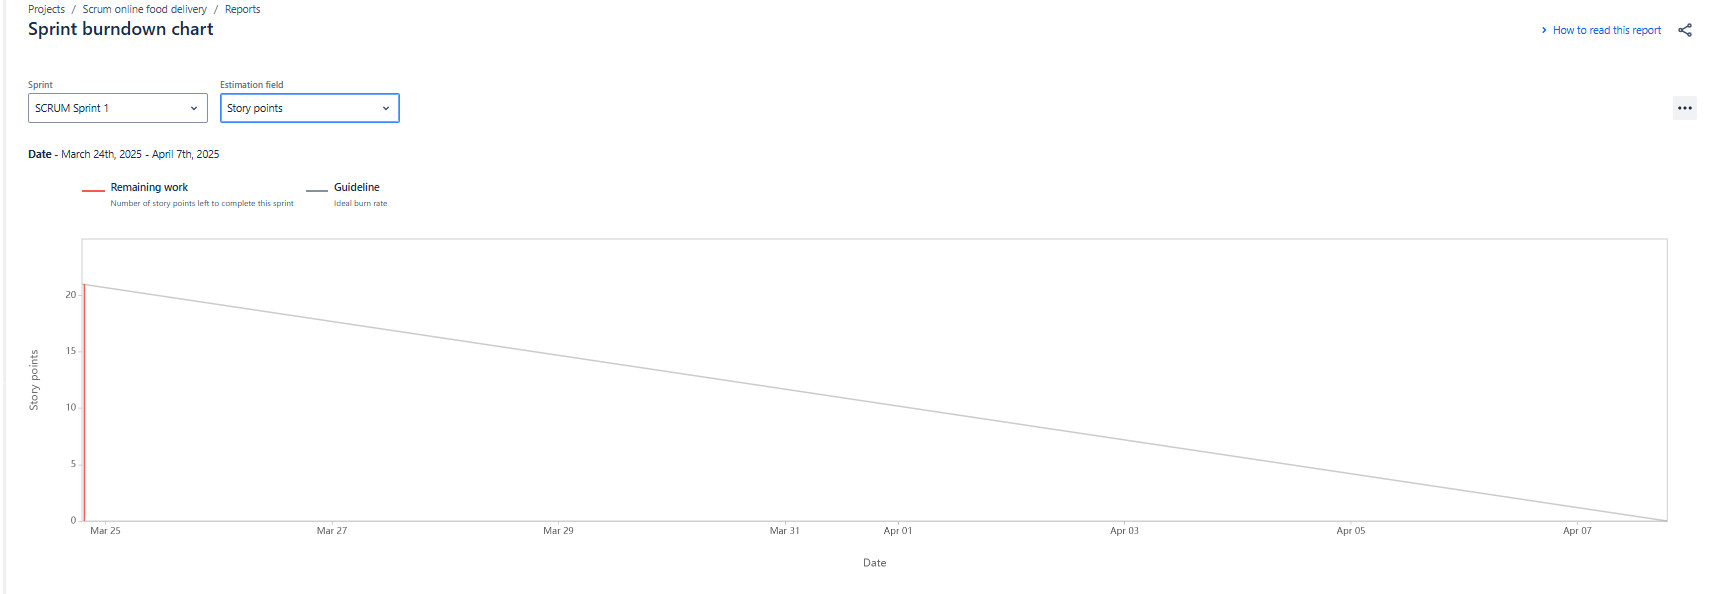 Projects / Scrum online food delivery / Reports
Sprint burndown chart
How to read this report
Sprint
Estimation field
SCRUM Sprint 1
Story points
Date - March 24th, 2025 - April 7th, 2025
Remaining work
Number of story points left to complete this sprint
Guideline
Ideal burn rate
Story points
20
15
10
5
0
Mar 25 Mar 27 Mar 29 Mar 31 Apr 01 Apr 03 Apr 05 Apr 07
Date